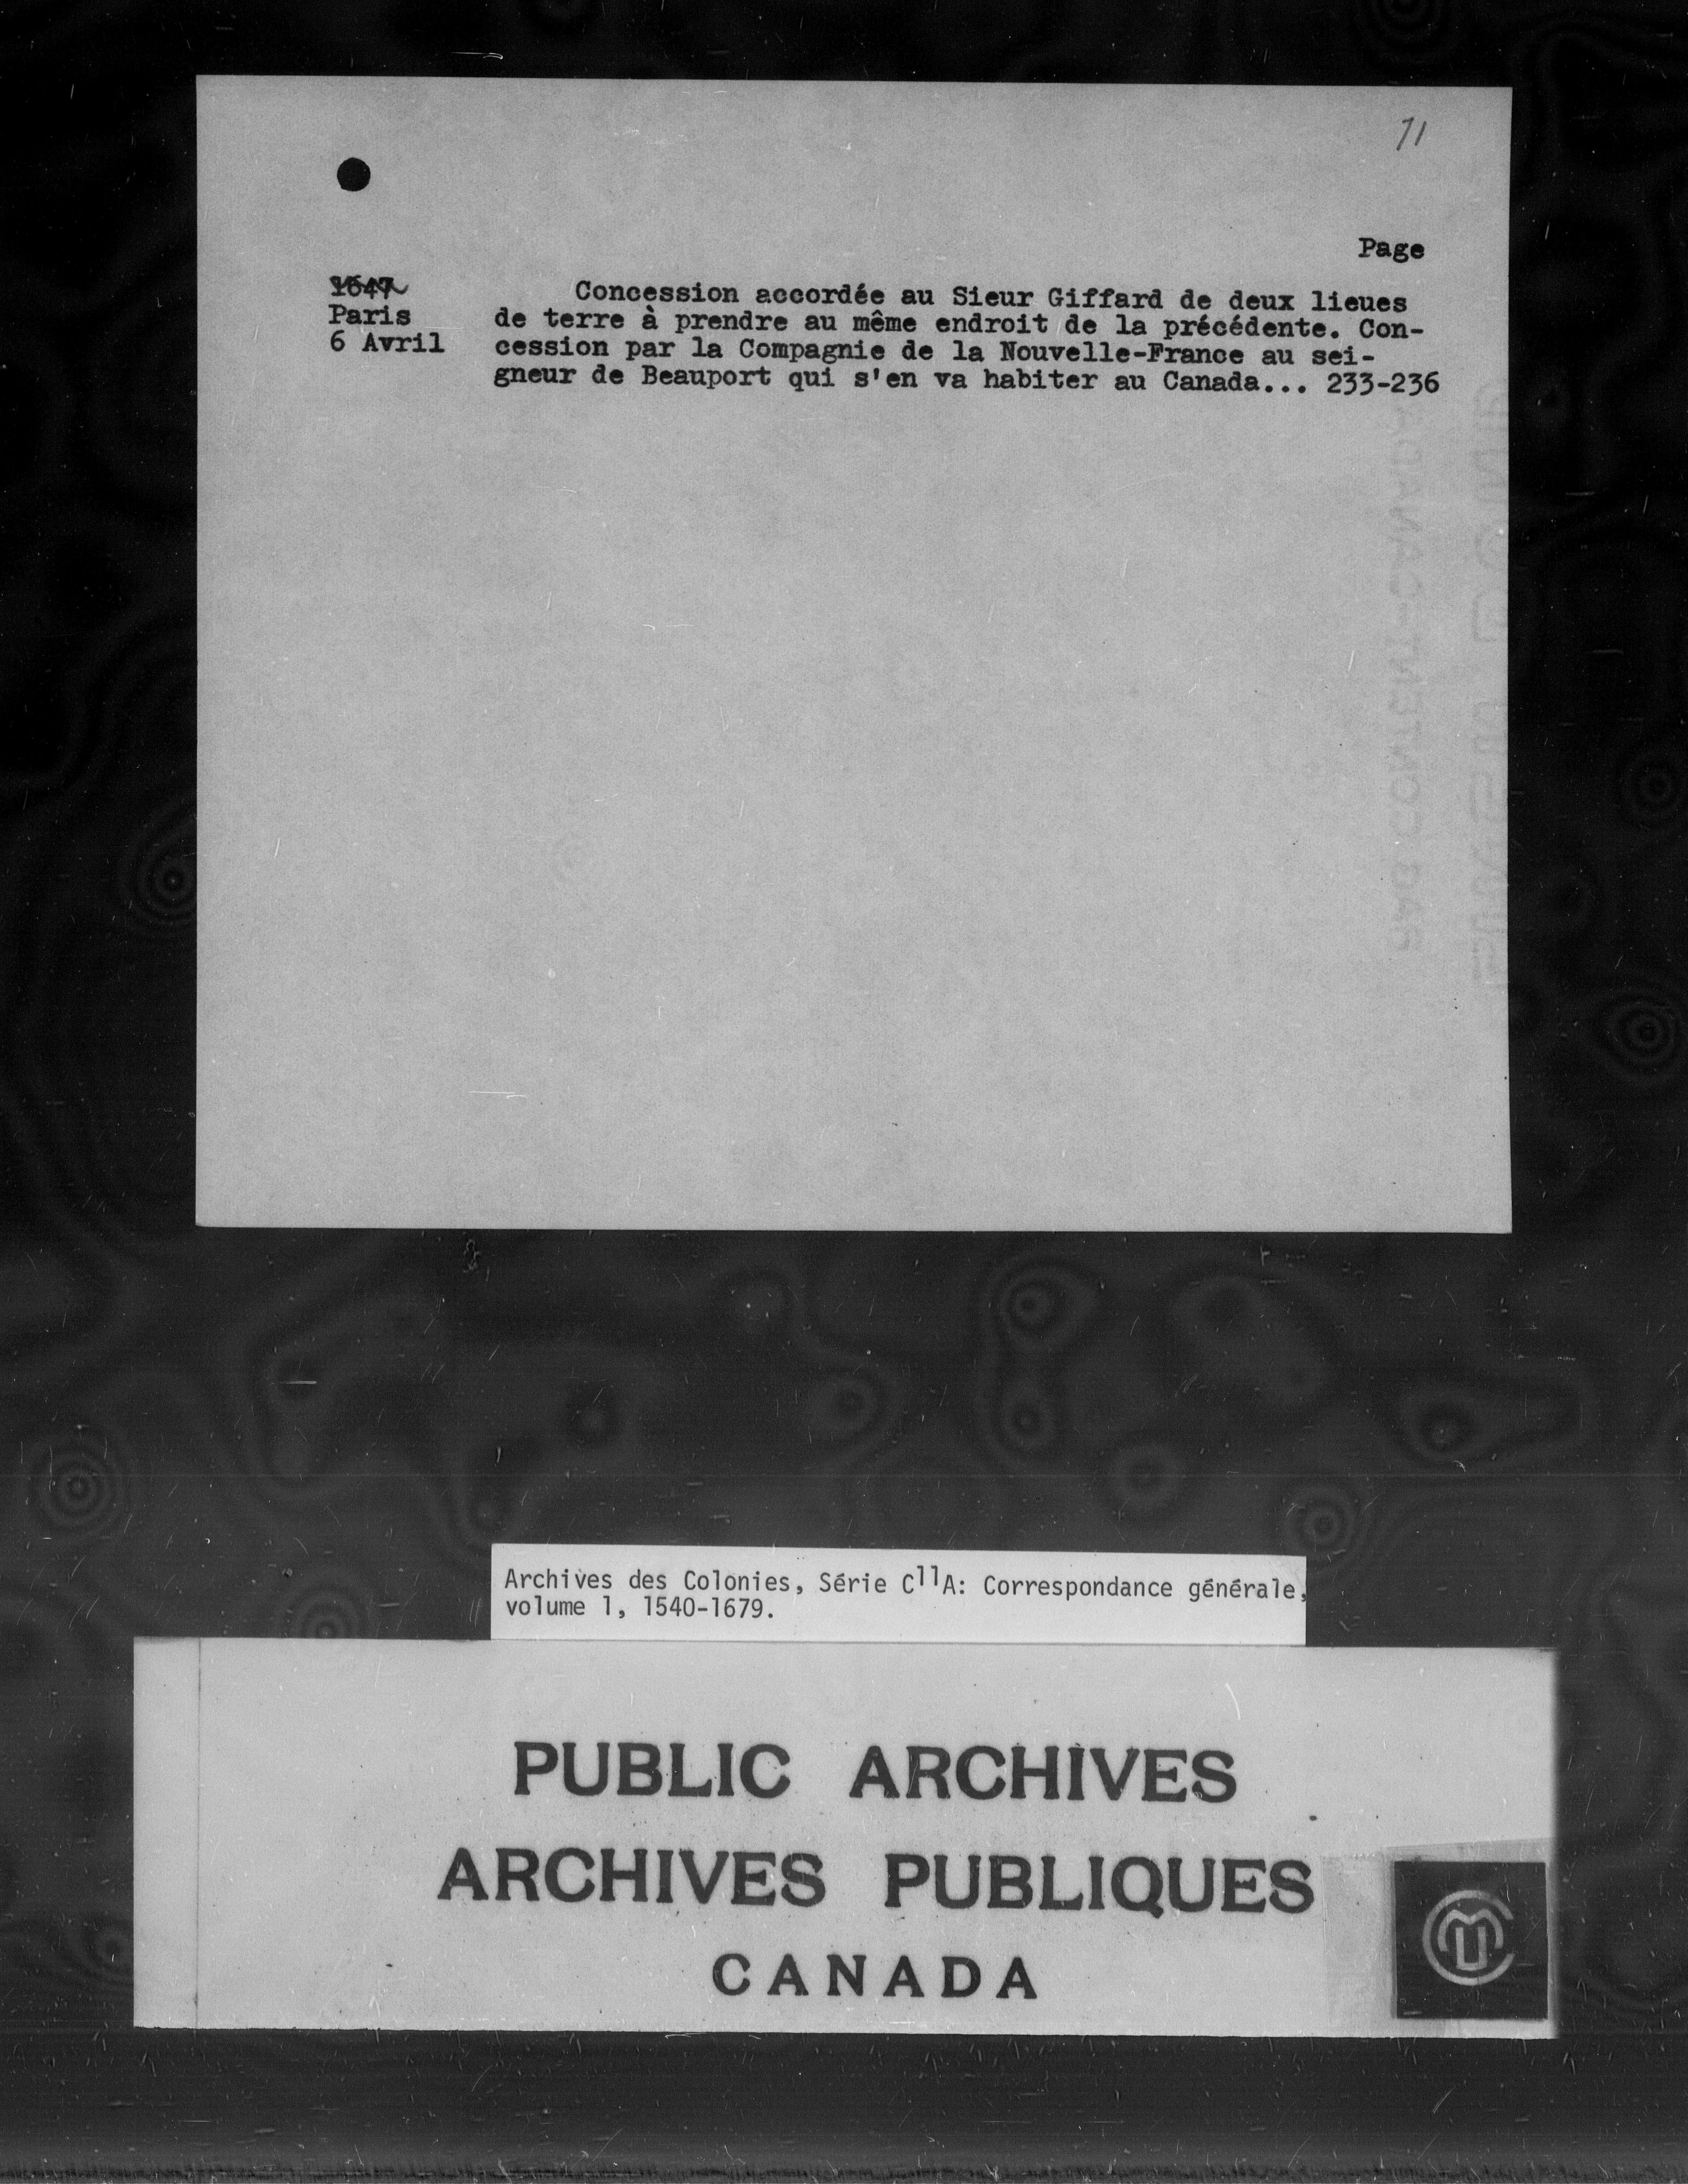 71
Page
1647
Paris
6 Avril
Concession accordée au Sieur Giffard de deux lieues
de terre à prendre au même endroit de la précédente. Con-
cession par la Compagnie de la Nouvelle-France au sei-
gneur de Beauport qui s'en va habiter au Canada... 233-236
Archives des Colonies, Série C11A: Correspondance générale,
volume 1, 1540-1679.
PUBLIC ARCHIVES
ARCHIVES PUBLIQUES
CANADA